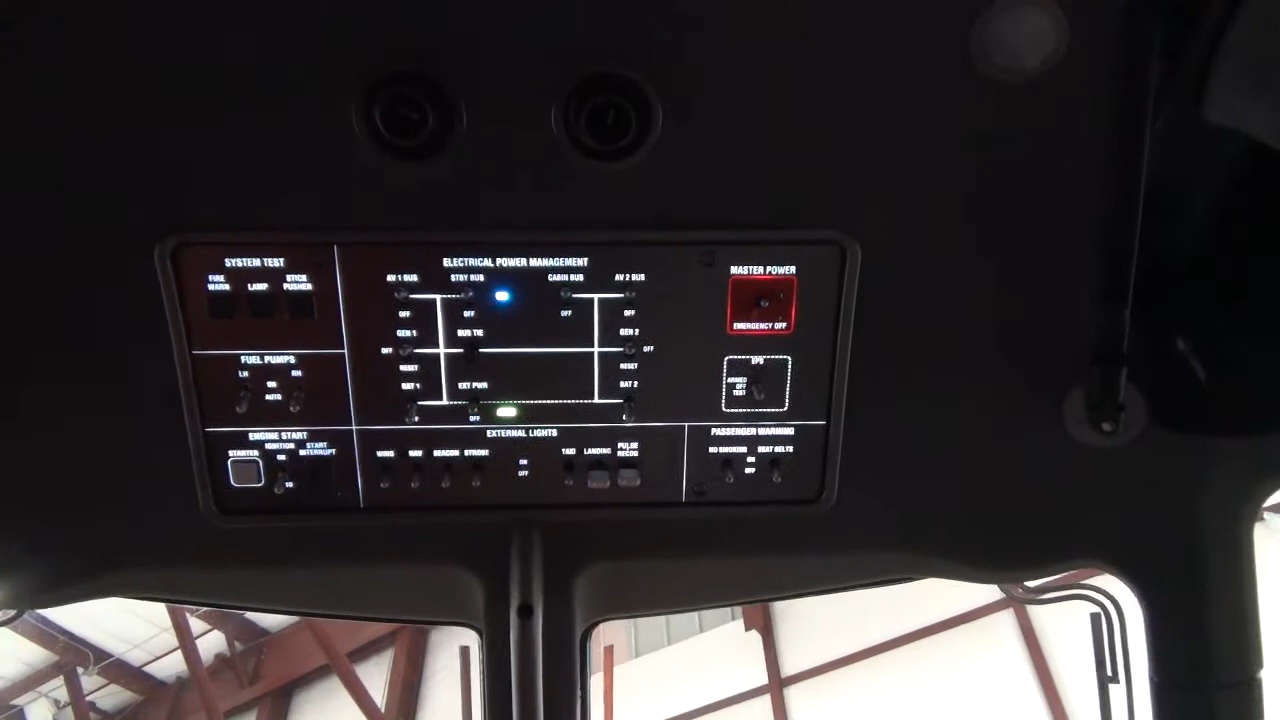 SYSTEM TEST
FIRE WARN
LAMP
STICK PUSHER
FUEL PUMPS
LH
RH
ON
AUTO
ENGINE START
STARTER
IGNITION
START INTERRUPT
ON
TO
ELECTRICAL POWER MANAGEMENT
AV 1 BUS
STBY BUS
CABIN BUS
AV 2 BUS
OFF
OFF
OFF
OFF
GEN 1
BUS TIE
GEN 2
OFF
OFF
RESET
RESET
BAT 1
EXT PWR
BAT 2
OFF
EXTERNAL LIGHTS
WING
NAV
BEACON
STROBE
ON
OFF
TAXI
LANDING
PULSE RECOG
MASTER POWER
EMERGENCY OFF
EPS
ARMED
OFF
TEST
PASSENGER WARNING
NO SMOKING
SEAT BELTS
ON
OFF